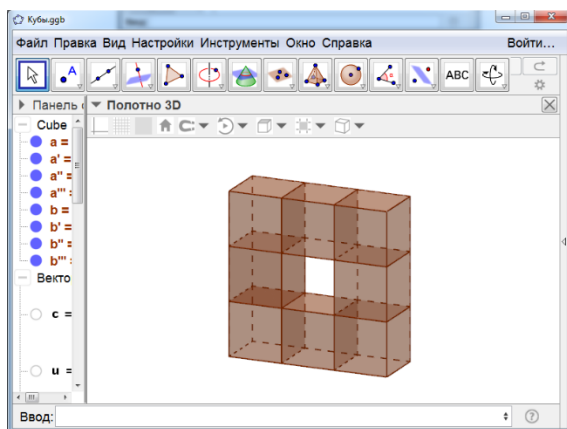 Кубы.ggb
Файл Правка Вид Настройки Инструменты Окно Справка Войти...
A ABC
Панель Полотно 3D
Cube
a =
a' =
a'' =
a''' =
b =
b' =
b'' =
b''' =
Векто
c =
u =
Ввод: